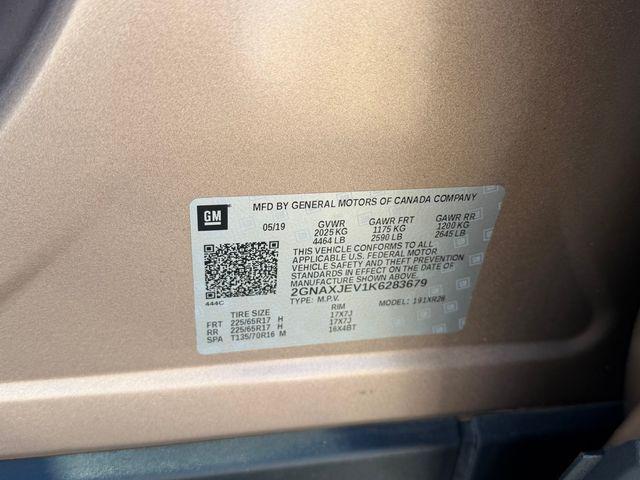 GM
MFD BY GENERAL MOTORS OF CANADA COMPANY
05/19 GVWR GAWR FRT GAWR RR
2025 KG 1175 KG 1200 KG
4464 LB 2590 LB 2645 LB
THIS VEHICLE CONFORMS TO ALL
APPLICABLE U.S. FEDERAL MOTOR
VEHICLE SAFETY AND THEFT PREVENTION
STANDARDS IN EFFECT ON THE DATE OF
MANUFACTURE SHOWN ABOVE.
2GNAXJEV1K6283679
444C TYPE: M.P.V. MODEL: 191XR26
TIRE SIZE RIM
FRT 225/65R17 H 17X7J
RR 225/65R17 H 17X7J
SPA T135/70R16 M 16X4BT